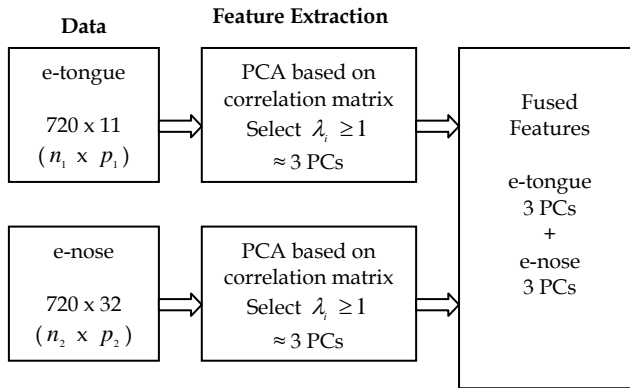 Data
Feature Extraction
e-tongue
720 x 11
( n₁ x p₁ )
PCA based on
correlation matrix
Select λᵢ ≥ 1
≈ 3 PCs
e-nose
720 x 32
( n₂ x p₂ )
PCA based on
correlation matrix
Select λᵢ ≥ 1
≈ 3 PCs
Fused
Features
e-tongue
3 PCs
+
e-nose
3 PCs